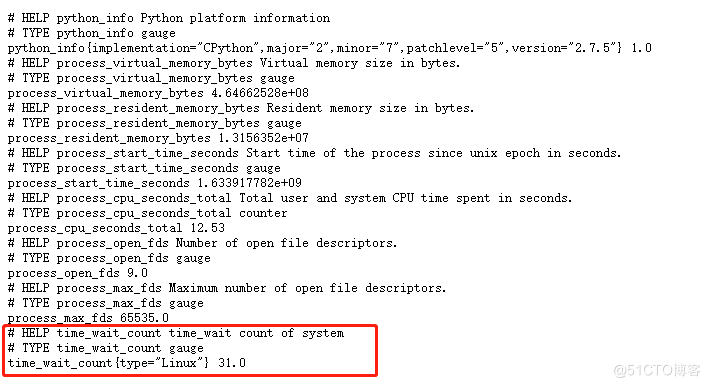 # HELP python_info Python platform information
# TYPE python_info gauge
python_info{implementation="CPython",major="2",minor="7",patchlevel="5",version="2.7.5"} 1.0
# HELP process_virtual_memory_bytes Virtual memory size in bytes.
# TYPE process_virtual_memory_bytes gauge
process_virtual_memory_bytes 4.64662528e+08
# HELP process_resident_memory_bytes Resident memory size in bytes.
# TYPE process_resident_memory_bytes gauge
process_resident_memory_bytes 1.3156352e+07
# HELP process_start_time_seconds Start time of the process since unix epoch in seconds.
# TYPE process_start_time_seconds gauge
process_start_time_seconds 1.633917782e+09
# HELP process_cpu_seconds_total Total user and system CPU time spent in seconds.
# TYPE process_cpu_seconds_total counter
process_cpu_seconds_total 12.53
# HELP process_open_fds Number of open file descriptors.
# TYPE process_open_fds gauge
process_open_fds 9.0
# HELP process_max_fds Maximum number of open file descriptors.
# TYPE process_max_fds gauge
process_max_fds 65535.0
# HELP time_wait_count time_wait count of system
# TYPE time_wait_count gauge
time_wait_count{type="Linux"} 31.0
@51CTO博客